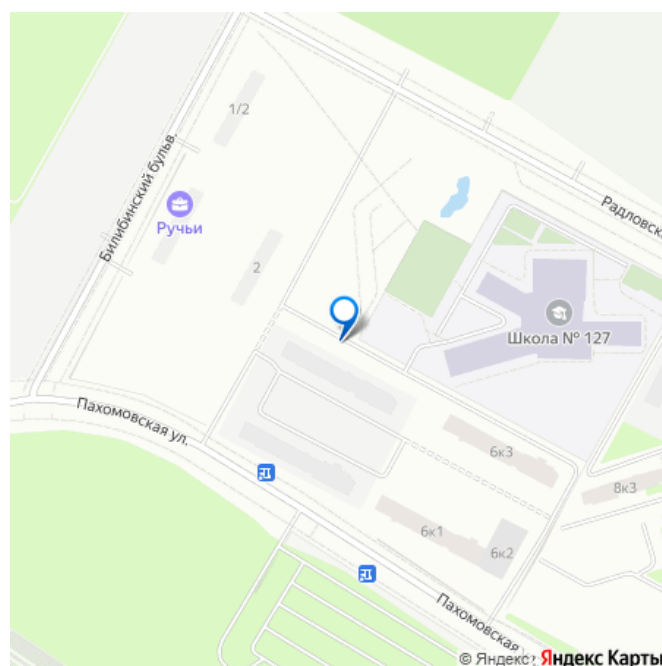 1/2
Билибинский бульв.
Ручьи
2
Радловска
Школа № 127
Пахомовская ул.
6к3
8к3
6к1
6к2
Пахомовская
© Яндекс Яндекс Карты